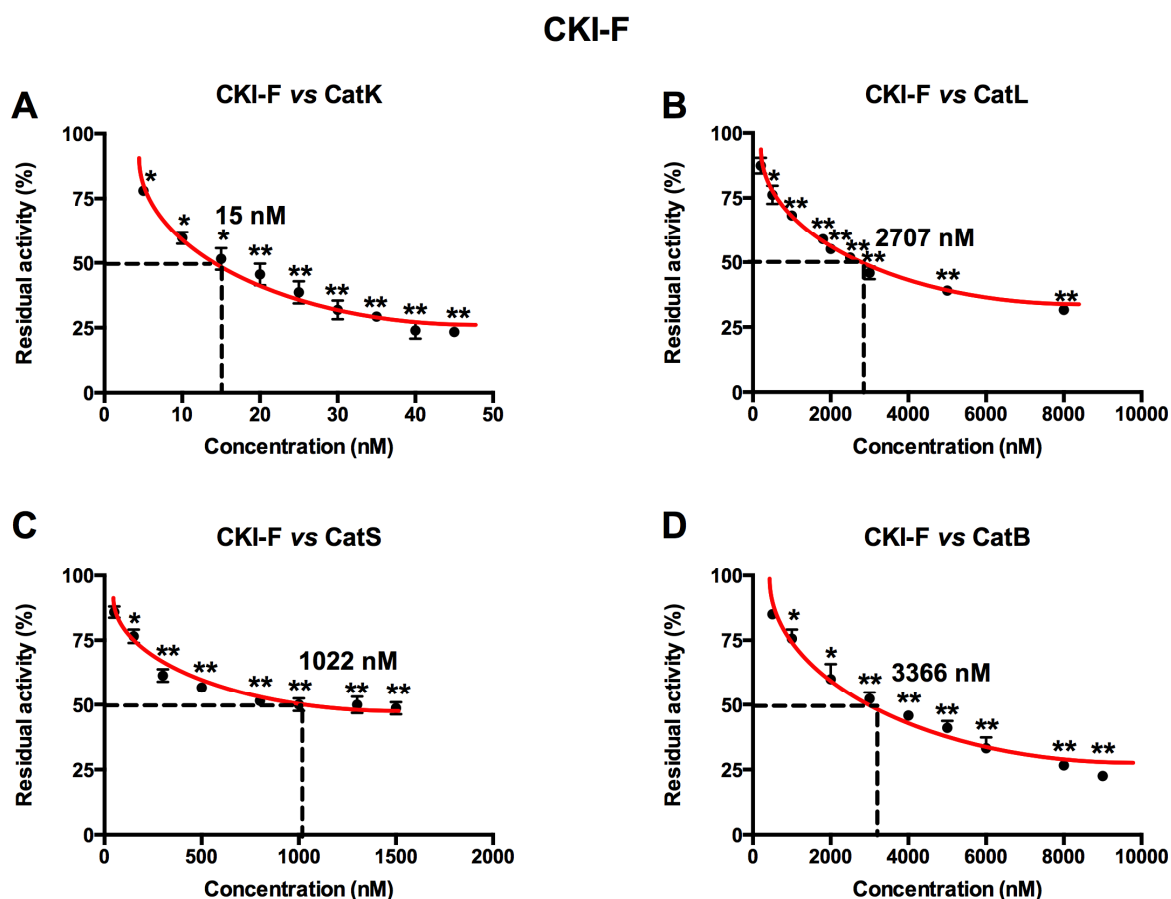 CKI-F
A
CKI-F vs CatK
Residual activity (%)
100
75
50
25
0
15 nM
*
*
*
**
**
**
**
**
**
0 10 20 30 40 50
Concentration (nM)
B
CKI-F vs CatL
Residual activity (%)
100
75
50
25
0
2707 nM
*
**
**
**
**
**
**
**
0 2000 4000 6000 8000 10000
Concentration (nM)
C
CKI-F vs CatS
Residual activity (%)
100
75
50
25
0
1022 nM
*
**
**
**
**
**
**
0 500 1000 1500 2000
Concentration (nM)
D
CKI-F vs CatB
Residual activity (%)
100
75
50
25
0
3366 nM
*
*
**
**
**
**
**
**
0 2000 4000 6000 8000 10000
Concentration (nM)